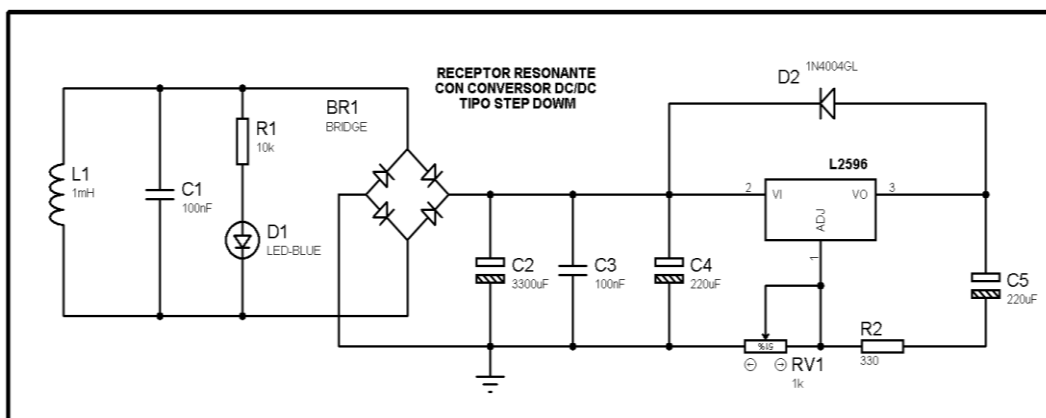 RECEPTOR RESONANTE
CON CONVERSOR DC/DC
TIPO STEP DOWM
L1
1mH
C1
100nF
R1
10k
D1
LED-BLUE
BR1
BRIDGE
C2
3300uF
C3
100nF
C4
220uF
D2
1N4004GL
L2596
2
VI
VO
3
ADJ
1
C5
220uF
R2
330
51%
RV1
1k